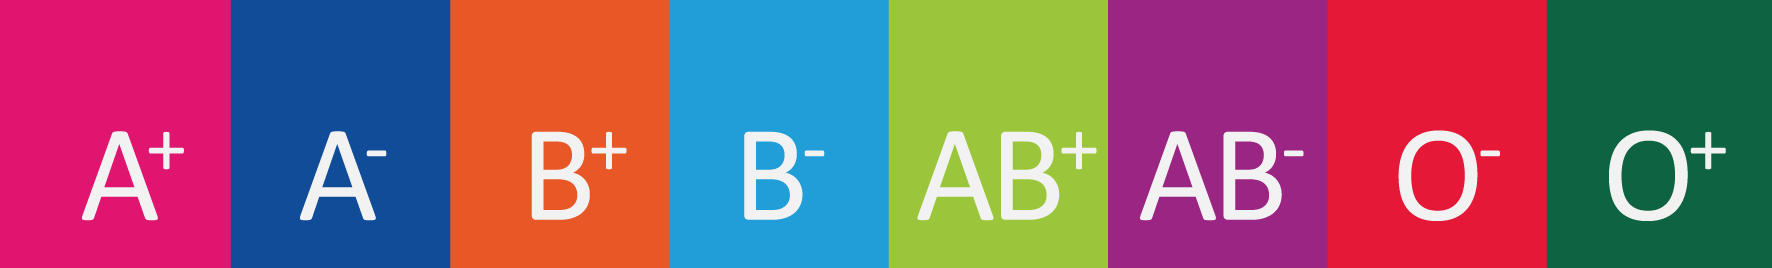 A+ A- B+ B- AB+ AB- O- O+